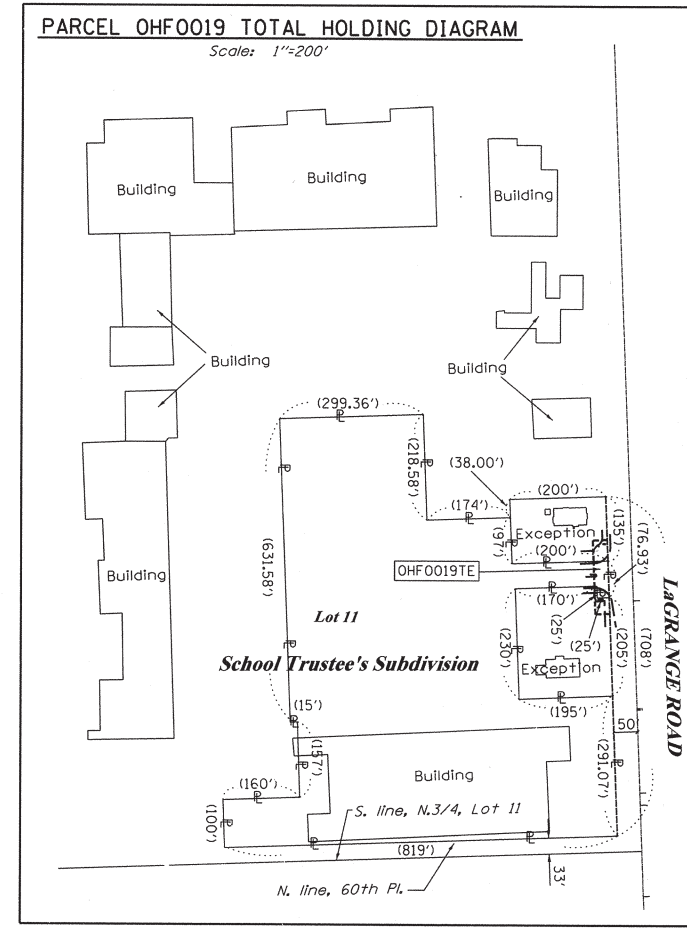 PARCEL OHF0019 TOTAL HOLDING DIAGRAM
Scale: 1"=200'
Building
Building
Building
Building
Building
(299.36')
(218.58')
(38.00')
(174')
(200')
(97')
Exception
(135')
(76.93')
(200')
OHF0019TE
(631.58')
Building
(170')
(25')
(25')
(230')
(205')
(708')
LaGRANGE ROAD
Lot 11
School Trustee's Subdivision
Exception
(195')
(15')
50'
(157')
(291.07')
Building
(160')
(100')
S. line, N.3/4, Lot 11
(819')
33'
N. line, 60th Pl.